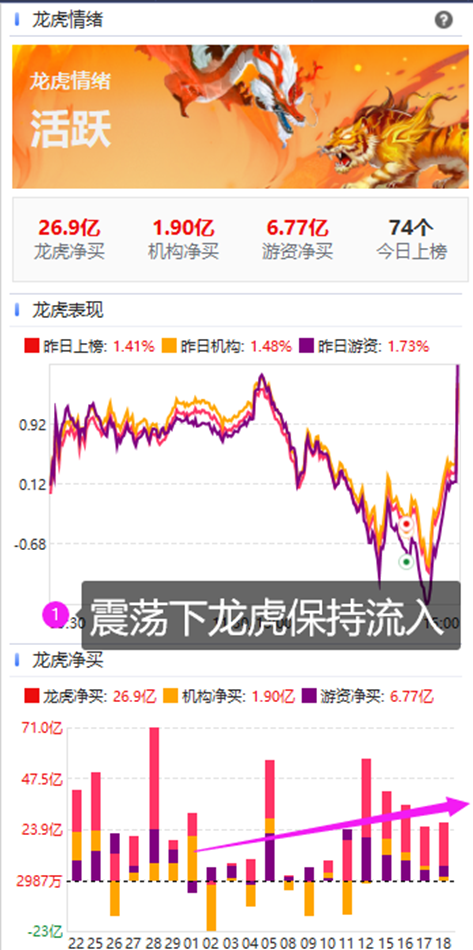 龙虎情绪
?
龙虎情绪
活跃
26.9亿 1.90亿 6.77亿 74个
龙虎净买 机构净买 游资净买 今日上榜
龙虎表现
昨日上榜: 1.41% 昨日机构: 1.48% 昨日游资: 1.73%
0.92
0.12
-0.68
1
震荡下龙虎保持流入
龙虎净买
龙虎净买: 26.9亿 机构净买: 1.90亿 游资净买: 6.77亿
71.0亿
47.5亿
23.9亿
2987万
-23亿
22 25 26 27 28 29 01 02 03 04 05 08 09 10 11 12 15 16 17 18